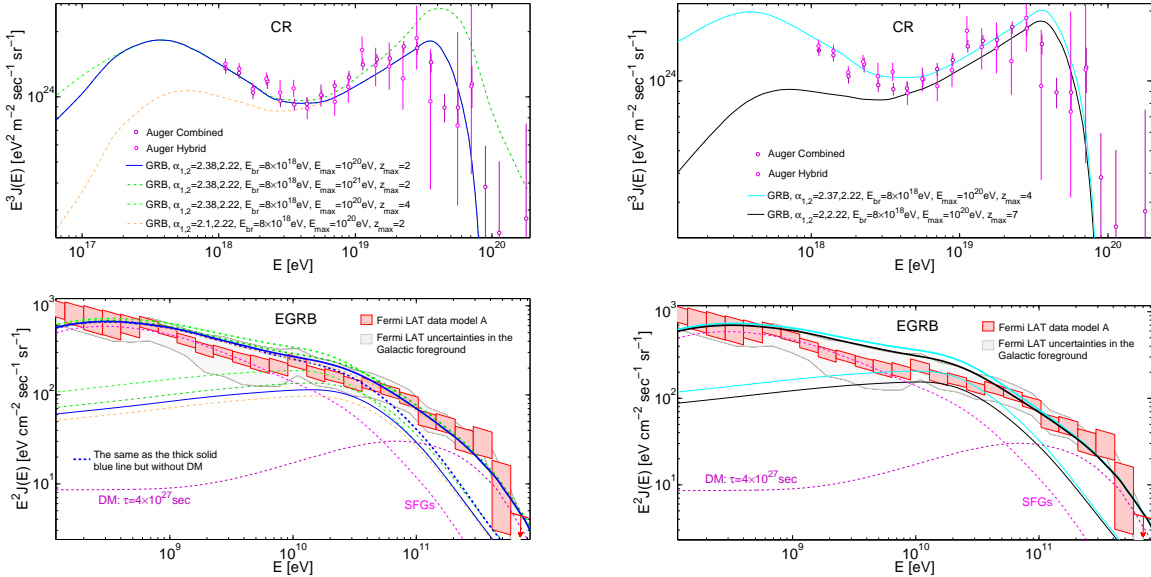 CR
10²⁴
E³J(E) [eV² m⁻² sec⁻¹ sr⁻¹]
Auger Combined
Auger Hybrid
GRB, α₁,₂=2.38,2.22, E_br=8×10¹⁸eV, E_max=10²⁰eV, z_max=2
GRB, α₁,₂=2.38,2.22, E_br=8×10¹⁸eV, E_max=10²¹eV, z_max=2
GRB, α₁,₂=2.38,2.22, E_br=8×10¹⁸eV, E_max=10²⁰eV, z_max=4
GRB, α₁,₂=2.1,2.22, E_br=8×10¹⁸eV, E_max=10²⁰eV, z_max=2
10¹⁷ 10¹⁸ 10¹⁹ 10²⁰
E [eV]
CR
10²⁴
E³J(E) [eV² m⁻² sec⁻¹ sr⁻¹]
Auger Combined
Auger Hybrid
GRB, α₁,₂=2.37,2.22, E_br=8×10¹⁸eV, E_max=10²⁰eV, z_max=4
GRB, α₁,₂=2,2.22, E_br=8×10¹⁸eV, E_max=10²⁰eV, z_max=7
10¹⁸ 10¹⁹ 10²⁰
E [eV]
EGRB
Fermi LAT data model A
Fermi LAT uncertainties in the
Galactic foreground
10³
10²
10¹
E²J(E) [eV cm⁻² sec⁻¹ sr⁻¹]
The same as the thick solid
blue line but without DM
DM: τ=4×10²⁷sec
SFGs
10⁹ 10¹⁰ 10¹¹
E [eV]
EGRB
Fermi LAT data model A
Fermi LAT uncertainties in the
Galactic foreground
10³
10²
10¹
E²J(E) [eV cm⁻² sec⁻¹ sr⁻¹]
DM: τ=4×10²⁷sec
SFGs
10⁹ 10¹⁰ 10¹¹
E [eV]